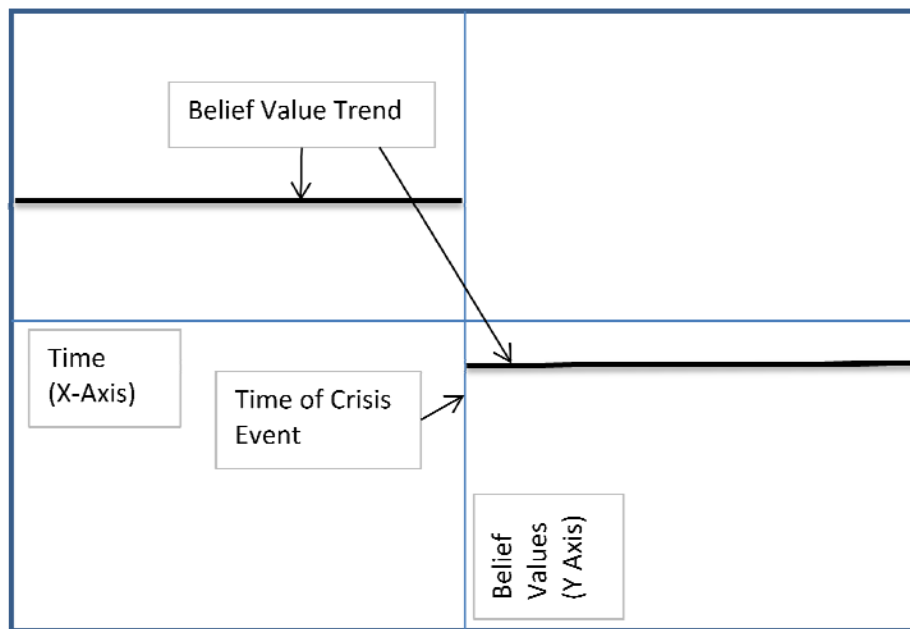 Belief Value Trend
Time
(X-Axis)
Time of Crisis
Event
Belief
Values
(Y Axis)